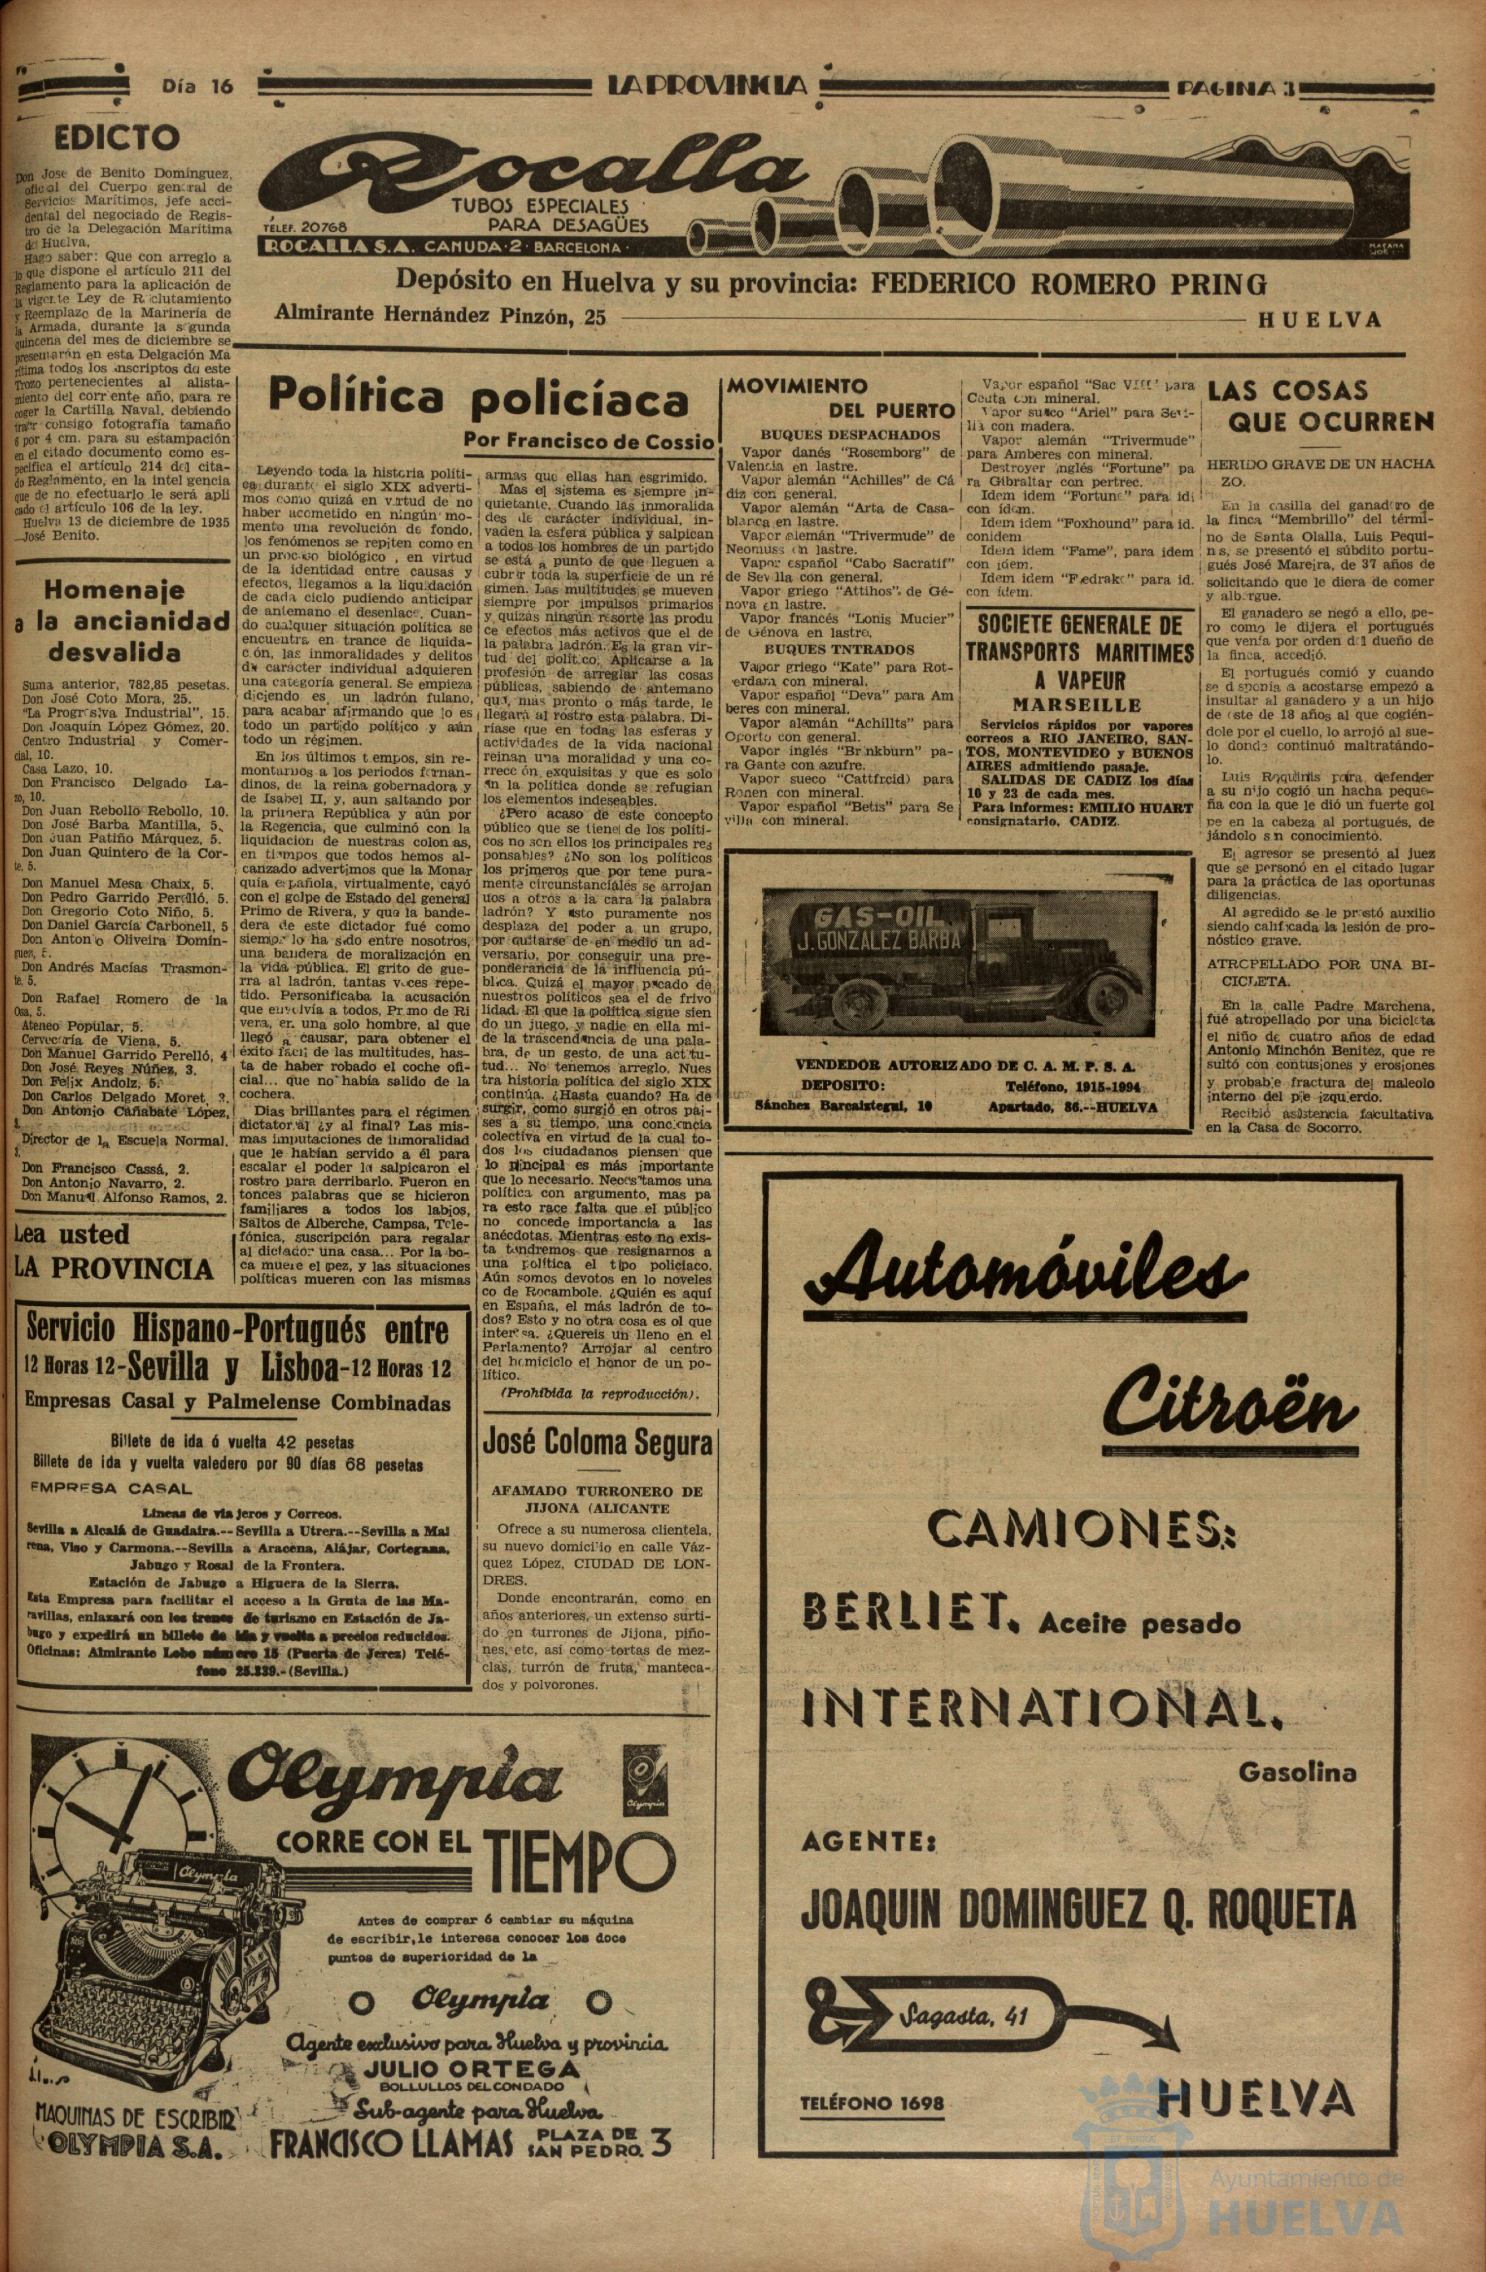 Día 16
LA PROVINCIA
PAGINA 3
EDICTO
Don Jose de Benito Domínguez,
oficial del Cuerpo general de
Servicios Marítimos, jefe acci-
dental del negociado de Regis-
tro de la Delegación Marítima
de Huelva,
Hago saber: Que con arreglo a
lo que dispone el artículo 211 del
Reglamento para la aplicación de
la vigente Ley de Reclutamiento
y Reemplazo de la Marinería de
la Armada, durante la segunda
quincena del mes de diciembre se
presentarán en esta Delgación Ma
rítima todos los inscriptos de este
Trozo pertenecientes al alista-
miento del corriente año, para re
coger la Cartilla Naval, debiendo
traer consigo fotografía tamaño
6 por 4 cm. para su estampación
en el citado documento como es-
pecifica el artículo 214 del cita-
do Reglamento, en la inteligencia
que de no efectuarlo le será apli
cado el artículo 106 de la ley.
Huelva 13 de diciembre de 1935
—José Benito.
Homenaje
a la ancianidad
desvalida
Suma anterior, 782,85 pesetas.
Don José Coto Mora, 25.
"La Progresiva Industrial", 15.
Don Joaquín López Gómez, 20.
Centro Industrial y Comer-
cial, 10.
Casa Lazo, 10.
Don Francisco Delgado La-
zo, 10.
Don Juan Rebollo Rebollo, 10.
Don José Barba Mantilla, 5.
Don Juan Patiño Márquez, 5.
Don Juan Quintero de la Cor-
te, 5.
Don Manuel Mesa Chaix, 5.
Don Pedro Garrido Perelló, 5.
Don Gregorio Coto Niño, 5.
Don Daniel García Carbonell, 5
Don Antonio Oliveira Domín-
guez, 5.
Don Andrés Macías Trasmon-
te, 5.
Don Rafael Romero de la
Osa, 5.
Ateneo Popular, 5.
Cervecería de Viena, 5.
Don Manuel Garrido Perelló, 4
Don José Reyes Núñez, 3.
Don Felix Andolz, 5.
Don Carlos Delgado Moret, 3.
Don Antonio Cañabate López,
Director de la Escuela Normal,
Don Francisco Cassá, 2.
Don Antonio Navarro, 2.
Don Manuel Alfonso Ramos, 2.
Lea usted
LA PROVINCIA
Rocalla
TUBOS ESPECIALES
PARA DESAGÜES
TÉLEF. 20768
ROCALLA S.A. CANUDA·2·BARCELONA·
Depósito en Huelva y su provincia: FEDERICO ROMERO PRING
Almirante Hernández Pinzón, 25 HUELVA
Política policíaca
Por Francisco de Cossio
Leyendo toda la historia políti-
ca durante el siglo XIX adverti-
mos como quizá en virtud de no
haber acometido en ningún mo-
mento una revolución de fondo,
los fenómenos se repiten como en
un proceso biológico , en virtud
de la identidad entre causas y
efectos, llegamos a la liquidación
de cada ciclo pudiendo anticipar
de antemano el desenlace. Cuan-
do cualquier situación política se
encuentra en trance de liquida-
ción, las inmoralidades y delitos
de carácter individual adquieren
una categoría general. Se empieza
diciendo es un ladrón fulano,
para acabar afirmando que lo es
todo un partido político y aún
todo un régimen.
En los últimos tiempos, sin re-
montarnos a los periodos fernan-
dinos, de la reina gobernadora y
de Isabel II, y aun saltando por
la primera República y aún por
la Regencia, que culminó con la
liquidación de nuestras colonias,
en tiempos que todos hemos al-
canzado advertimos que la Monar
quía española, virtualmente, cayó
con el golpe de Estado del general
Primo de Rivera, y que la bande-
dera de este dictador fué como
siempre lo ha sido entre nosotros,
una bandera de moralización en
la vida pública. El grito de gue-
rra al ladrón, tantas veces repe-
tido. Personificaba la acusación
que envolvía a todos, Primo de Ri
vera, en una solo hombre, al que
llegó a causar, para obtener el
éxito fácil de las multitudes, has-
ta de haber robado el coche ofi-
cial... que no había salido de la
cochera.
Dias brillantes para el régimen
dictatorial ¿y al final? Las mis-
mas imputaciones de inmoralidad
que le habían servido a él para
escalar el poder la salpicaron el
rostro para derribarlo. Fueron en
tonces palabras que se hicieron
familiares a todos los labios,
Saltos de Alberche, Campsa, Tele-
fónica, suscripción para regalar
al dictador una casa... Por la bo-
ca muere el pez, y las situaciones
políticas mueren con las mismas
armas que ellas han esgrimido.
Mas el sistema es siempre in-
quietante. Cuando las inmoralida
des de carácter individual, in-
vaden la esfera pública y salpican
a todos los hombres de un partido
se está a punto de que lleguen a
cubrir toda la superficie de un ré
gimen. Las multitudes se mueven
siempre por impulsos primarios
y quizás ningún resorte las produ
ce efectos más activos que el de
la palabra ladrón. Es la gran vir-
tud del político. Aplicarse a la
profesión de arreglar las cosas
públicas, sabiendo de antemano
que, más pronto o más tarde, le
llegará al rostro esta palabra. Di-
ríase que en todas las esferas y
actividades de la vida nacional
reinan una moralidad y una co-
rrección exquisitas y que es solo
en la política donde se refugian
los elementos indeseables.
¿Pero acaso de este concepto
público que se tiene de los políti-
cos no son ellos los principales res
ponsables? ¿No son los políticos
los primeros que por tene pura-
mente circunstanciales se arrojan
uos a otros a la cara la palabra
ladrón? Y esto puramente nos
desplaza del poder a un grupo,
por quitarse de en medio un ad-
versario, por conseguir una pre-
ponderancia de la influencia pú-
blica. Quizá el mayor pecado de
nuestros políticos sea el de frivo
lidad. El que la política sigue sien
do un juego, y nadie en ella mi-
de la trascendencia de una pala-
bra, de un gesto, de una actitu-
tud... No tenemos arreglo. Nues
tra historia política del siglo XIX
continúa. ¿Hasta cuando? Ha de
surgir, como surgió en otros pai-
ses a su tiempo, una conciencia
colectiva en virtud de la cual to-
dos los ciudadanos piensen que
lo principal es más importante
que lo necesario. Necesitamos una
política con argumento, mas pa
ra esto race falta que el público
no concede importancia a las
anécdotas. Mientras esto no exis-
ta tendremos que resignarnos a
una política el tipo policiaco.
Aún somos devotos en lo noveles
co de Rocambole. ¿Quién es aquí
en España, el más ladrón de to-
dos? Esto y no otra cosa es ol que
interesa. ¿Quereis un lleno en el
Parlamento? Arrojar al centro
del hemiciclo el honor de un po-
lítico.
(Prohibida la reproducción).
MOVIMIENTO
DEL PUERTO
BUQUES DESPACHADOS
Vapor danés "Rosemborg" de
Valencia en lastre.
Vapor alemán "Achilles" de Cá
diz con general.
Vapor alemán "Arta de Casa-
blanca en lastre.
Vapor alemán "Trivermude" de
Neomuss en lastre.
Vapor español "Cabo Sacratif"
de Sevilla con general.
Vapor griego "Attihos" de Gé-
nova en lastre.
Vapor francés "Lonis Mucier"
de Génova en lastre.
BUQUES TNTRADOS
Vapor griego "Kate" para Rot-
erdam con mineral.
Vapor español "Deva" para Am
beres con mineral.
Vapor alemán "Achillts" para
Oporto con general.
Vapor inglés "Brinkburn" pa-
ra Gante con azufre.
Vapor sueco "Cattfrcid) para
Ronen con mineral.
Vapor español "Betis" para Se
villa con mineral.
Vapor español "Sac VIII" para
Ceuta con mineral.
Vapor sueco "Ariel" para Sevi-
lla con madera.
Vapor alemán "Trivermude"
para Amberes con mineral.
Destroyer inglés "Fortune" pa
ra Gibraltar con pertrec.
Idem idem "Fortune" para idi
con idem.
Idem idem "Foxhound" para id.
conidem
Idem idem "Fame", para idem
con idem.
Idem idem "Fedrake" para id.
con idem.
SOCIETE GENERALE DE
TRANSPORTS MARITIMES
A VAPEUR
MARSEILLE
Servicios rápidos por vapores
correos a RIO JANEIRO, SAN-
TOS, MONTEVIDEO y BUENOS
AIRES admitiendo pasaje.
SALIDAS DE CADIZ los días
16 y 23 de cada mes.
Para informes: EMILIO HUART
consignatario, CADIZ.
GAS-OIL
J. GONZALEZ BARBA
VENDEDOR AUTORIZADO DE C. A. M. P. S. A.
DEPOSITO: Teléfono, 1915-1994
Sánchez Barcaiztegui, 10 Apartado, 86.--HUELVA
LAS COSAS
QUE OCURREN
HERIDO GRAVE DE UN HACHA
ZO.
En la casilla del ganadero de
la finca "Membrillo" del térmi-
no de Santa Olalla, Luis Pequi-
nis, se presentó el súbdito portu-
gués José Mareira, de 37 años de
solicitando que le diera de comer
y albergue.
El ganadero se negó a ello, pe-
ro como le dijera el portugués
que venía por orden del dueño de
la finca, accedió.
El portugués comió y cuando
se disponía a acostarse empezó a
insultar al ganadero y a un hijo
de este de 18 años al que cogién-
dole por el cuello, lo arrojó al sue-
lo donde continuó maltratándo-
lo.
Luis Roquinis para defender
a su nijo cogió un hacha peque-
ña con la que le dió un fuerte gol
pe en la cabeza al portugués, de
jándolo sin conocimiento.
El agresor se presentó al juez
que se personó en el citado lugar
para la práctica de las oportunas
diligencias.
Al agredido se le prestó auxilio
siendo calificada la lesión de pro-
nóstico grave.
ATROPELLADO POR UNA BI-
CICLETA.
En la calle Padre Marchena,
fué atropellado por una bicicleta
el niño de cuatro años de edad
Antonio Minchón Benitez, que re
sultó con contusiones y erosiones
y probable fractura del maleolo
interno del pie izquierdo.
Recibió asistencia facultativa
en la Casa de Socorro.
Servicio Hispano-Portugués entre
12 Horas 12-Sevilla y Lisboa-12 Horas 12
Empresas Casal y Palmelense Combinadas
Billete de ida ó vuelta 42 pesetas
Billete de ida y vuelta valedero por 90 días 68 pesetas
EMPRESA CASAL
Líneas de viajeros y Correos.
Sevilla a Alcalá de Guadaira.--Sevilla a Utrera.--Sevilla a Mai
rena, Viso y Carmona.--Sevilla a Aracena, Alájar, Cortegana,
Jabugo y Rosal de la Frontera.
Estación de Jabugo a Higuera de la Sierra.
Esta Empresa para facilitar el acceso a la Gruta de las Ma-
ravillas, enlazará con los trenes de turismo en Estación de Ja-
bugo y expedirá un billete de ida y vuelta a precios reducidos.
Oficinas: Almirante Lobo número 15 (Puerta de Jerez) Telé-
fono 25.839.-(Sevilla.)
José Coloma Segura
AFAMADO TURRONERO DE
JIJONA (ALICANTE
Ofrece a su numerosa clientela,
su nuevo domicilio en calle Váz-
quez López, CIUDAD DE LON-
DRES.
Donde encontrarán, como en
años anteriores, un extenso surti-
do en turrones de Jijona, piño-
nes, etc, así como tortas de mez-
clas, turrón de fruta, manteca-
dos y polvorones.
Olympia
CORRE CON EL TIEMPO
Antes de comprar ó cambiar su máquina
de escribir, le interesa conocer los doce
puntos de superioridad de la
Olympia
Agente exclusivo para Huelva y provincia
JULIO ORTEGA
BOLLULLOS DEL CONDADO
Sub-agente para Huelva
FRANCISCO LLAMAS PLAZA DE SAN PEDRO. 3
MAQUINAS DE ESCRIBIR
OLYMPIA S.A.
Automóviles
Citroën
CAMIONES:
BERLIET. Aceite pesado
INTERNATIONAL.
Gasolina
AGENTE:
JOAQUIN DOMINGUEZ Q. ROQUETA
Sagasta, 41
TELÉFONO 1698
HUELVA
Ayuntamiento de
HUELVA